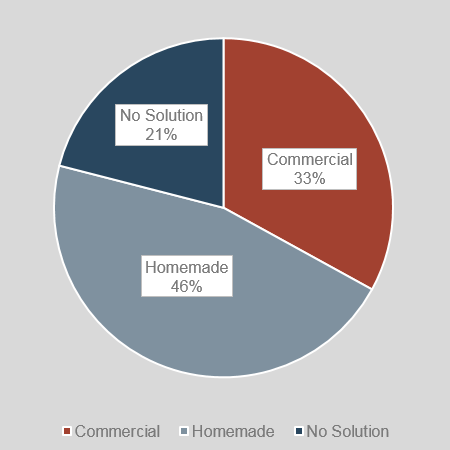 No Solution
21%
Commercial
33%
Homemade
46%
Commercial Homemade No Solution